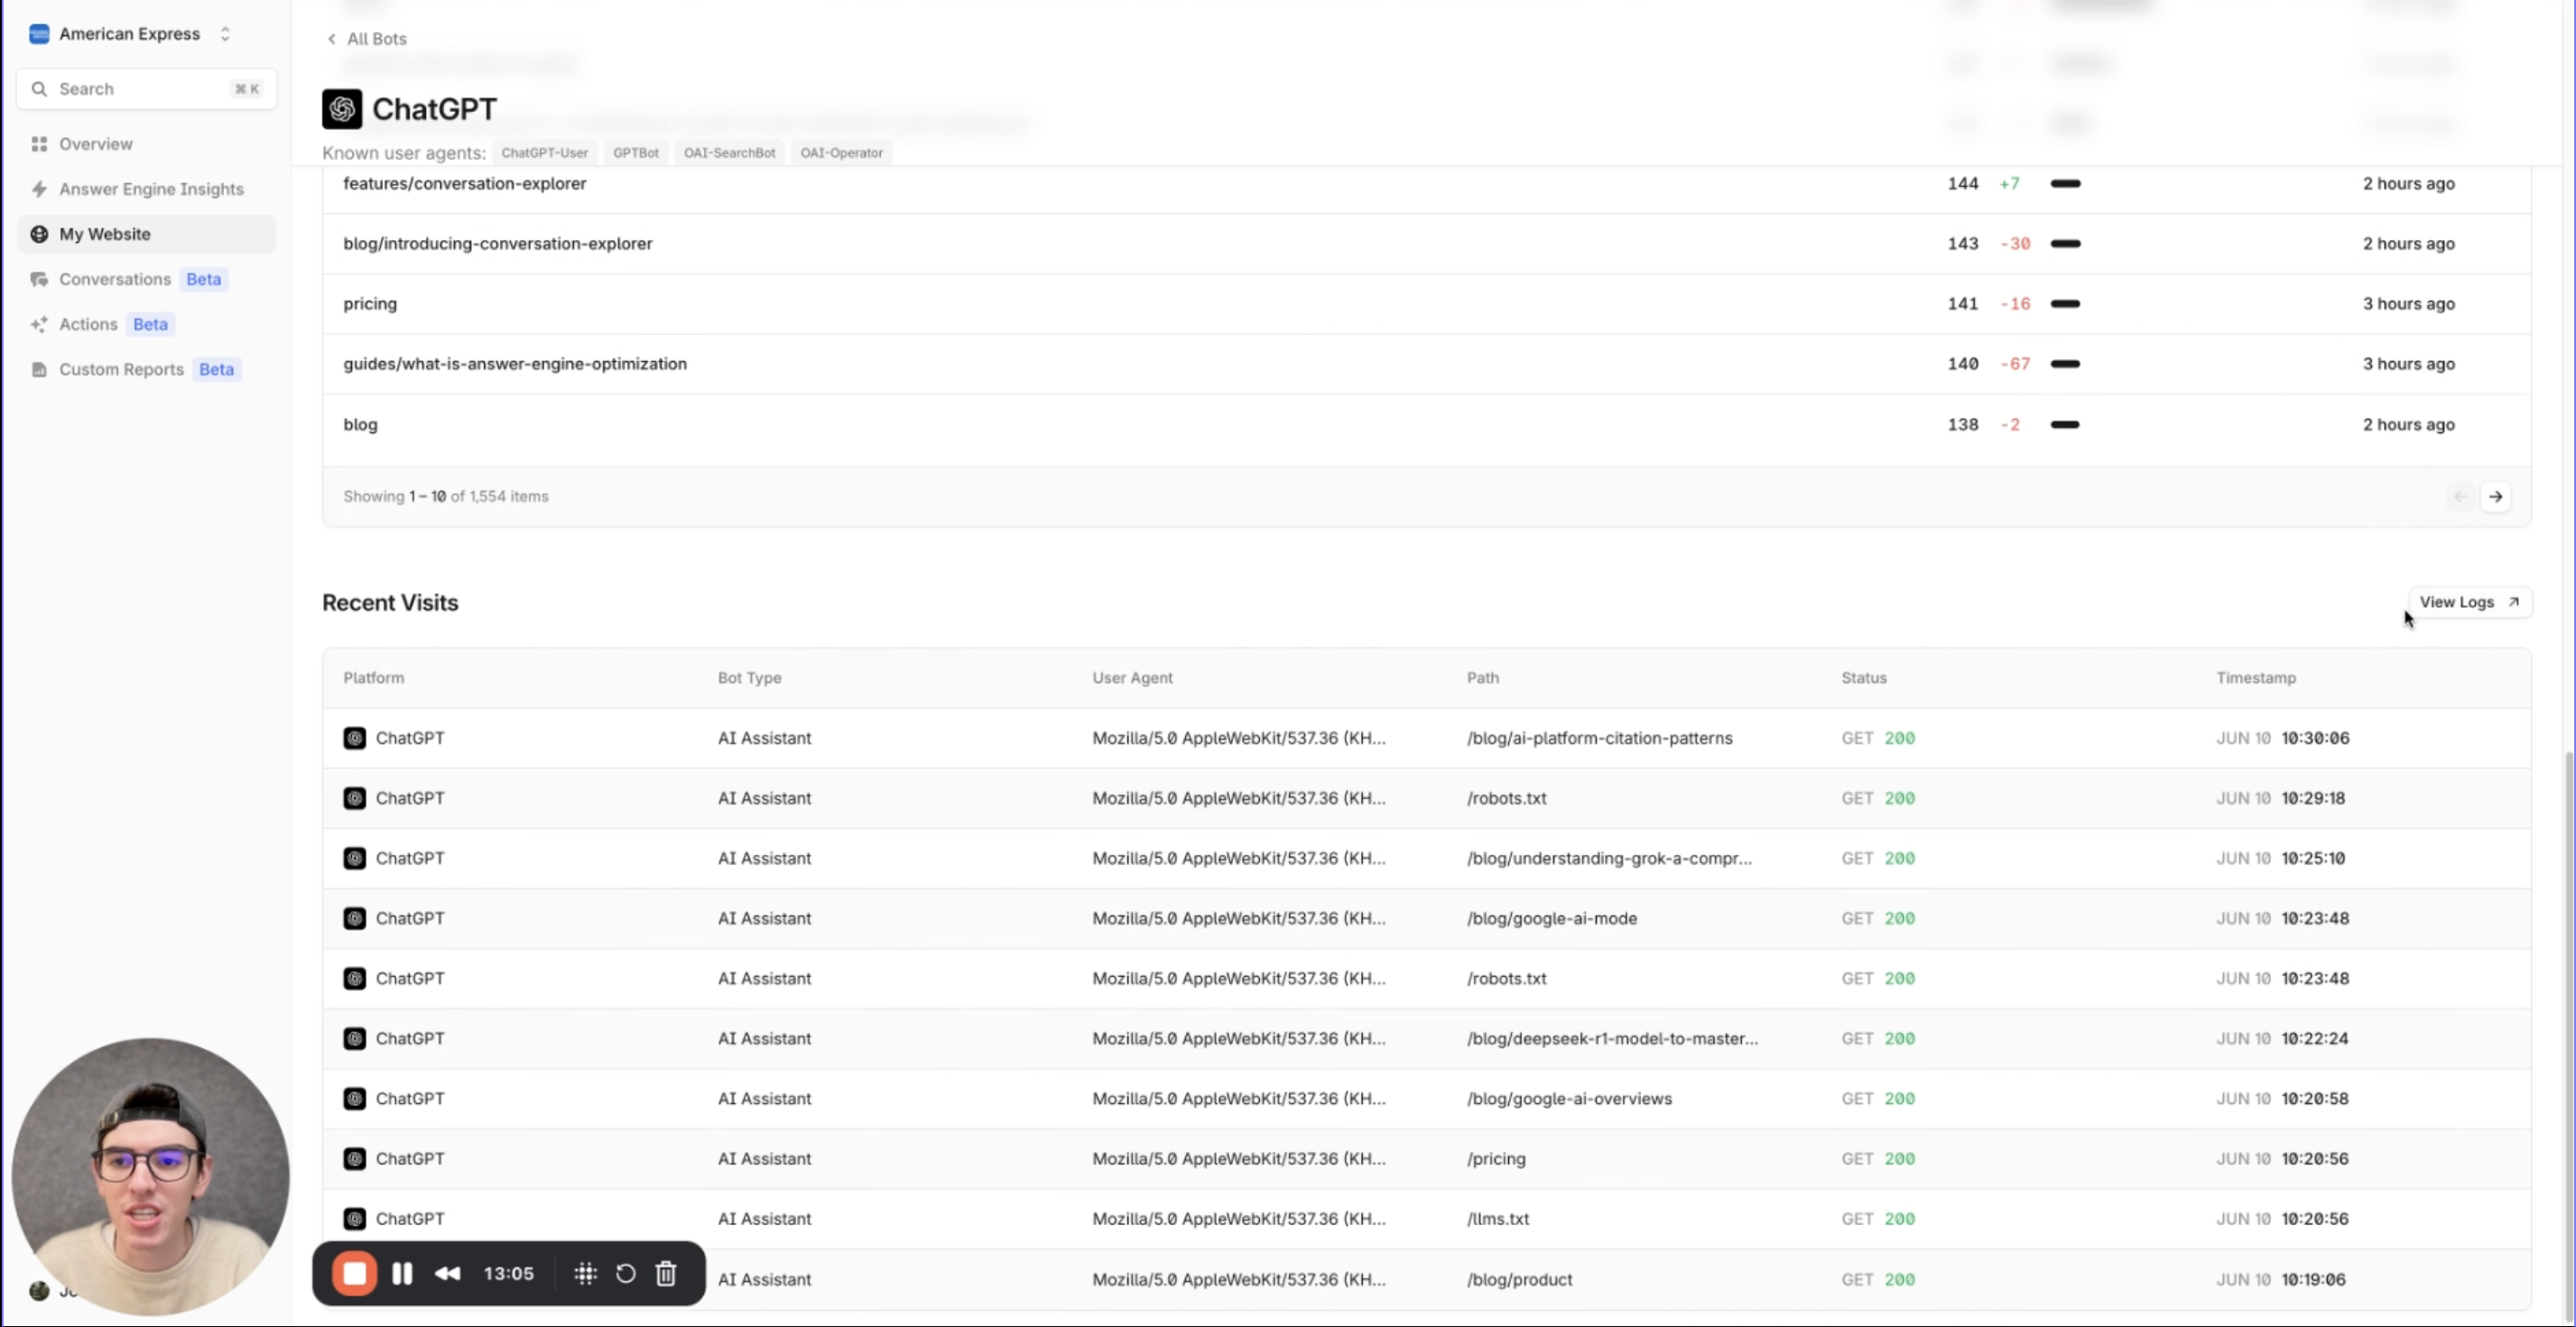 American Express
Search ⌘ K
Overview
Answer Engine Insights
My Website
Conversations Beta
Actions Beta
Custom Reports Beta
All Bots
ChatGPT
Known user agents: ChatGPT-User GPTBot OAI-SearchBot OAI-Operator
features/conversation-explorer 144 +7 2 hours ago
blog/introducing-conversation-explorer 143 -30 2 hours ago
pricing 141 -16 3 hours ago
guides/what-is-answer-engine-optimization 140 -67 3 hours ago
blog 138 -2 2 hours ago
Showing 1 – 10 of 1,554 items
Recent Visits View Logs
Platform Bot Type User Agent Path Status Timestamp
ChatGPT AI Assistant Mozilla/5.0 AppleWebKit/537.36 (KH... /blog/ai-platform-citation-patterns GET 200 JUN 10 10:30:06
ChatGPT AI Assistant Mozilla/5.0 AppleWebKit/537.36 (KH... /robots.txt GET 200 JUN 10 10:29:18
ChatGPT AI Assistant Mozilla/5.0 AppleWebKit/537.36 (KH... /blog/understanding-grok-a-compr... GET 200 JUN 10 10:25:10
ChatGPT AI Assistant Mozilla/5.0 AppleWebKit/537.36 (KH... /blog/google-ai-mode GET 200 JUN 10 10:23:48
ChatGPT AI Assistant Mozilla/5.0 AppleWebKit/537.36 (KH... /robots.txt GET 200 JUN 10 10:23:48
ChatGPT AI Assistant Mozilla/5.0 AppleWebKit/537.36 (KH... /blog/deepseek-r1-model-to-master... GET 200 JUN 10 10:22:24
ChatGPT AI Assistant Mozilla/5.0 AppleWebKit/537.36 (KH... /blog/google-ai-overviews GET 200 JUN 10 10:20:58
ChatGPT AI Assistant Mozilla/5.0 AppleWebKit/537.36 (KH... /pricing GET 200 JUN 10 10:20:56
ChatGPT AI Assistant Mozilla/5.0 AppleWebKit/537.36 (KH... /llms.txt GET 200 JUN 10 10:20:56
AI Assistant Mozilla/5.0 AppleWebKit/537.36 (KH... /blog/product GET 200 JUN 10 10:19:06
13:05